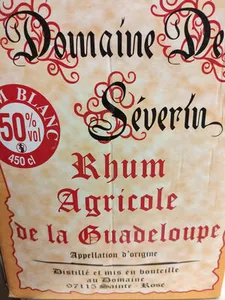 Domaine De
Séverin
M BLANC
50% vol
450 cl
Rhum
Agricole
de la Guadeloupe
Appellation d'origine
Distillé et mis en bouteille
au Domaine
97115 Sainte - Rose